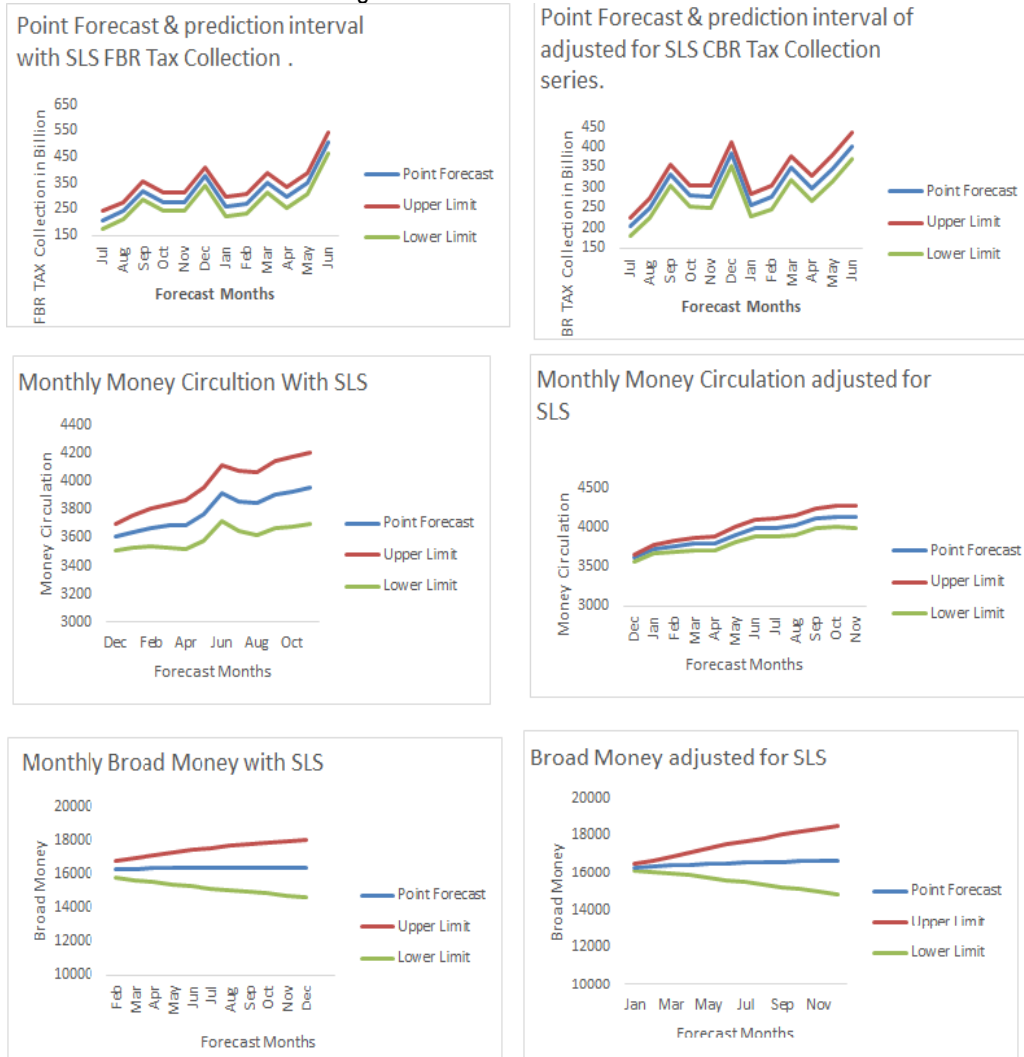 Point Forecast & prediction interval
with SLS FBR Tax Collection .
FBR TAX Collection in Billion
650
550
450
350
250
150
Jul
Aug
Sep
Oct
Nov
Dec
Jan
Feb
Mar
Apr
May
Jun
Forecast Months
Point Forecast
Upper Limit
Lower Limit
Point Forecast & prediction interval of
adjusted for SLS CBR Tax Collection
series.
BR TAX Collection in Billion
450
400
350
300
250
200
150
Jul
Aug
Sep
Oct
Nov
Dec
Jan
Feb
Mar
Apr
May
Jun
Forecast Months
Point Forecast
Upper Limit
Lower Limit
Monthly Money Circultion With SLS
Money Circulation
4400
4200
4000
3800
3600
3400
3200
3000
Dec Feb Apr Jun Aug Oct
Forecast Months
Point Forecast
Upper Limit
Lower Limit
Monthly Money Circulation adjusted for
SLS
Money Circulation
4500
4000
3500
3000
Dec
Jan
Feb
Mar
Apr
May
Jun
Jul
Aug
Sep
Oct
Nov
Forecast Months
Point Forecast
Upper Limit
Lower Limit
Monthly Broad Money with SLS
Broad Money
20000
18000
16000
14000
12000
10000
Feb
Mar
Apr
May
Jun
Jul
Aug
Sep
Oct
Nov
Dec
Forecast Months
Point Forecast
Upper Limit
Lower Limit
Broad Money adjusted for SLS
Broad Money
20000
18000
16000
14000
12000
10000
Jan Mar May Jul Sep Nov
Forecast Months
Point Forecast
Upper Limit
Lower Limit